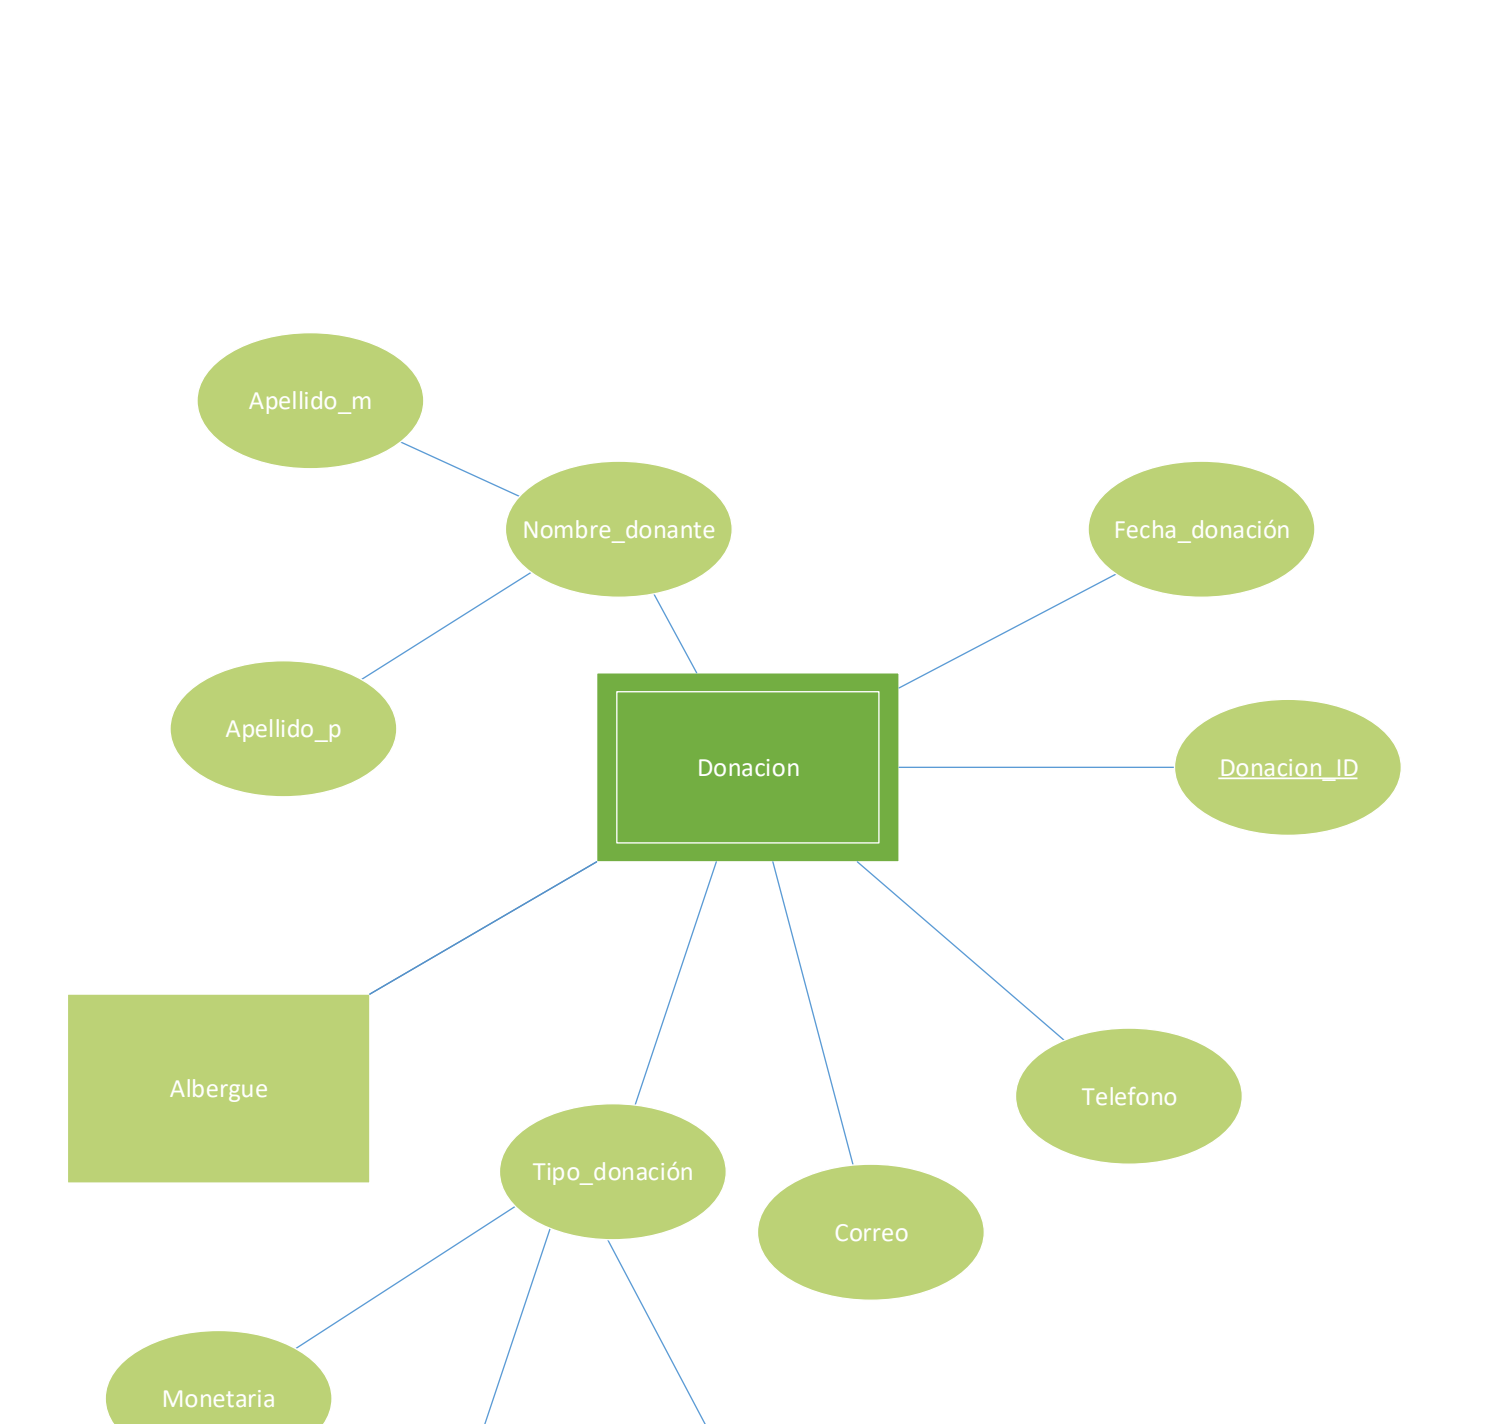 Apellido_m
Nombre_donante
Fecha_donación
Apellido_p
Donacion
Donacion_ID
Albergue
Telefono
Tipo_donación
Correo
Monetaria